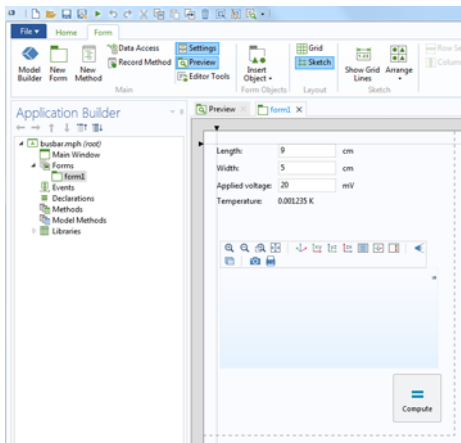 File
Home
Form
Model Builder
New Form
New Method
Data Access
Record Method
Settings
Preview
Editor Tools
Insert Object
Grid
Sketch
Show Grid Lines
Arrange
Row Se
Column
Main
Form Objects
Layout
Sketch
Application Builder
busbar.mph (root)
Main Window
Forms
form1
Events
Declarations
Methods
Model Methods
Libraries
Preview
form1
Length: 9 cm
Width: 5 cm
Applied voltage: 20 mV
Temperature: 0.001235 K
Compute